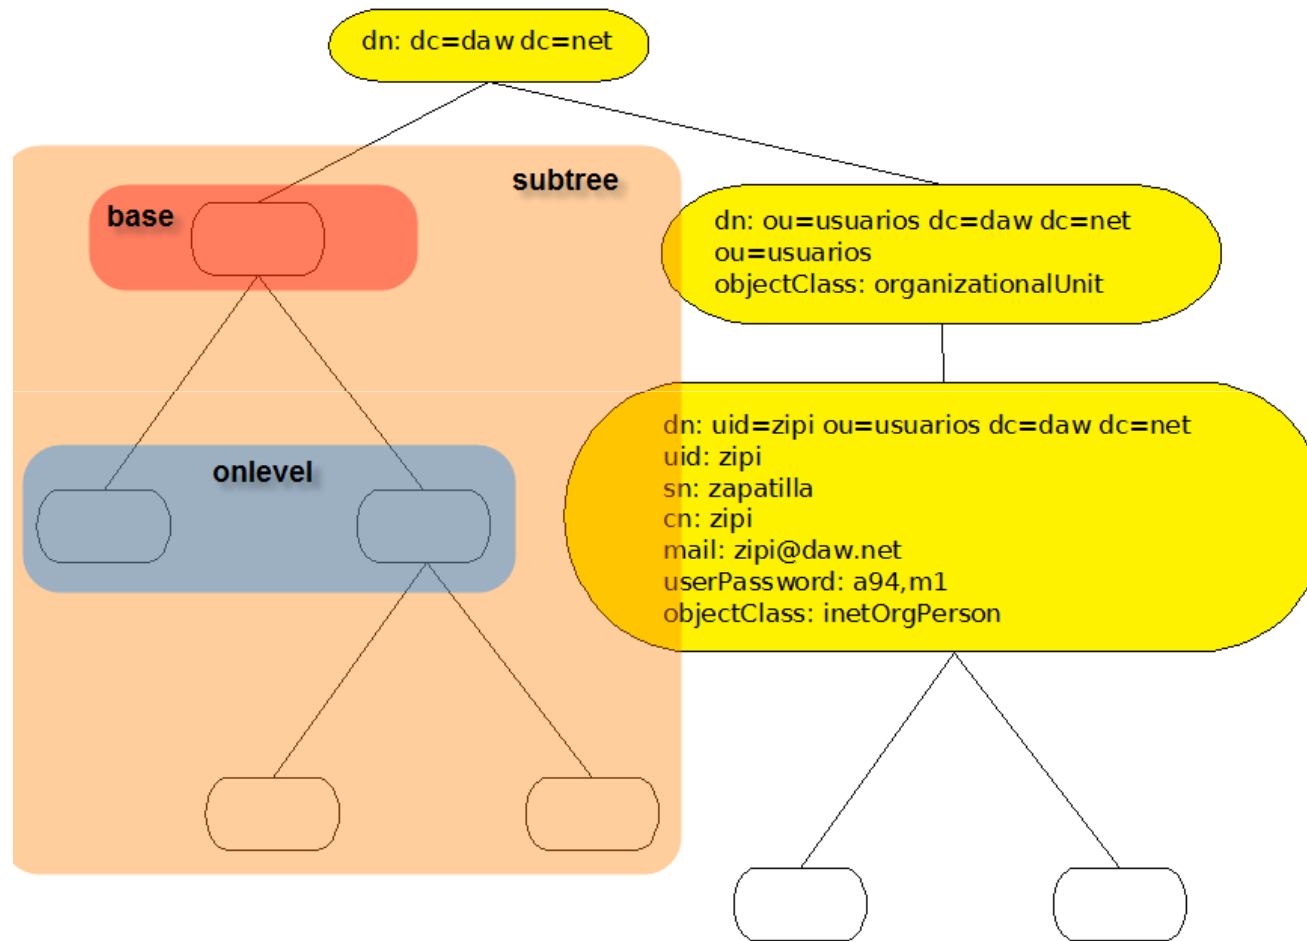 dn: dc=daw dc=net
subtree
base
dn: ou=usuarios dc=daw dc=net
ou=usuarios
objectClass: organizationalUnit
onlevel
dn: uid=zipi ou=usuarios dc=daw dc=net
uid: zipi
sn: zapatilla
cn: zipi
mail: zipi@daw.net
userPassword: a94,m1
objectClass: inetOrgPerson